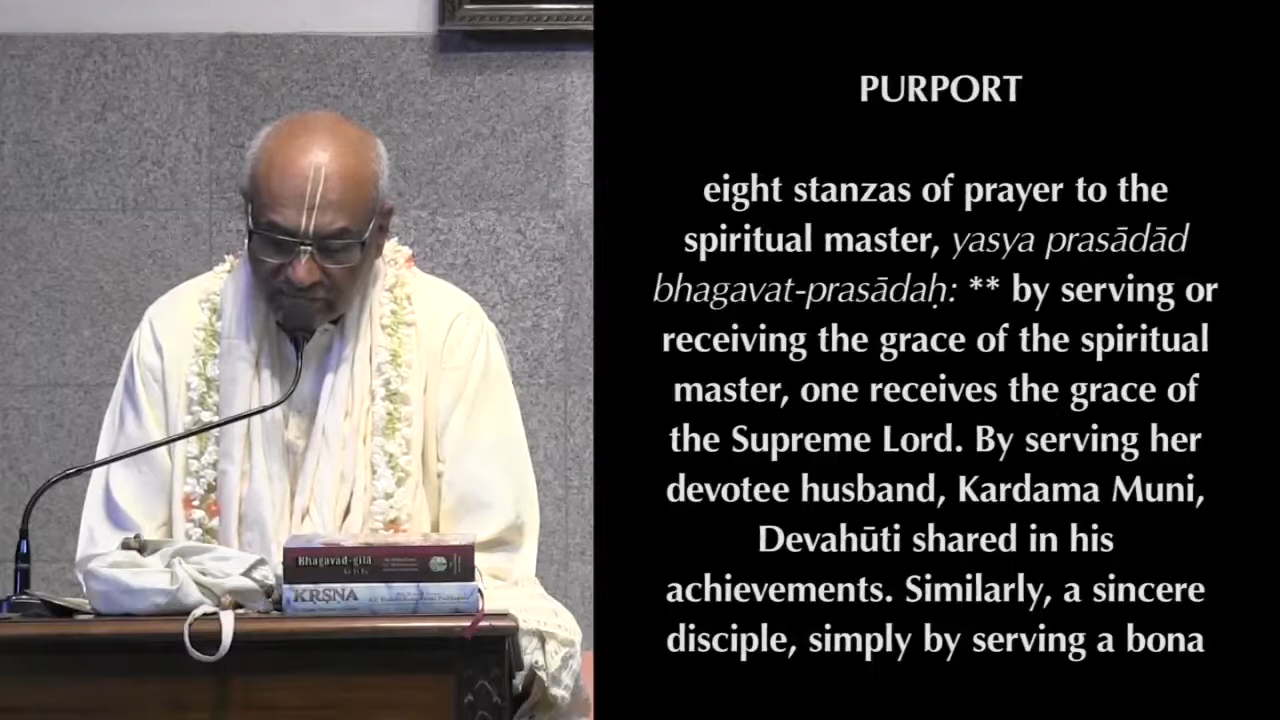 PURPORT
eight stanzas of prayer to the
spiritual master, yasya prasādād
bhagavat-prasādaḥ: ** by serving or
receiving the grace of the spiritual
master, one receives the grace of
the Supreme Lord. By serving her
devotee husband, Kardama Muni,
Devahūti shared in his
achievements. Similarly, a sincere
disciple, simply by serving a bona
Bhagavad-gītā
KṚṢṆA